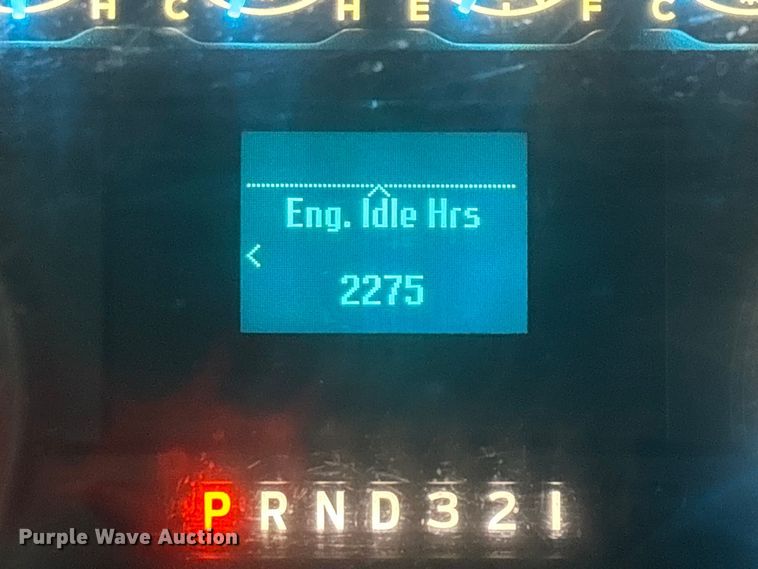 H C H E F C
Eng. Idle Hrs
<
2275
P R N D 3 2 1
Purple Wave Auction